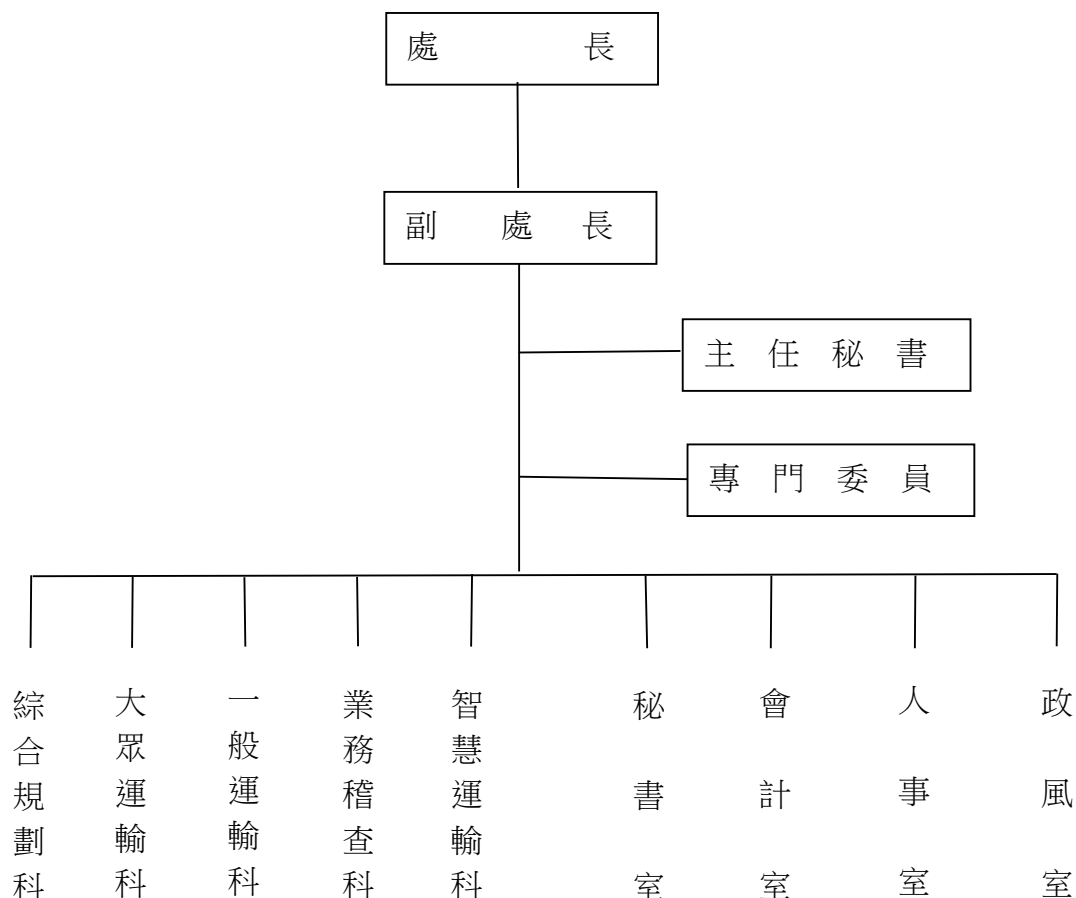 處長
副處長
主任秘書
專門委員
綜合規劃科
大眾運輸科
一般運輸科
業務稽查科
智慧運輸科
秘書室
會計室
人事室
政風室